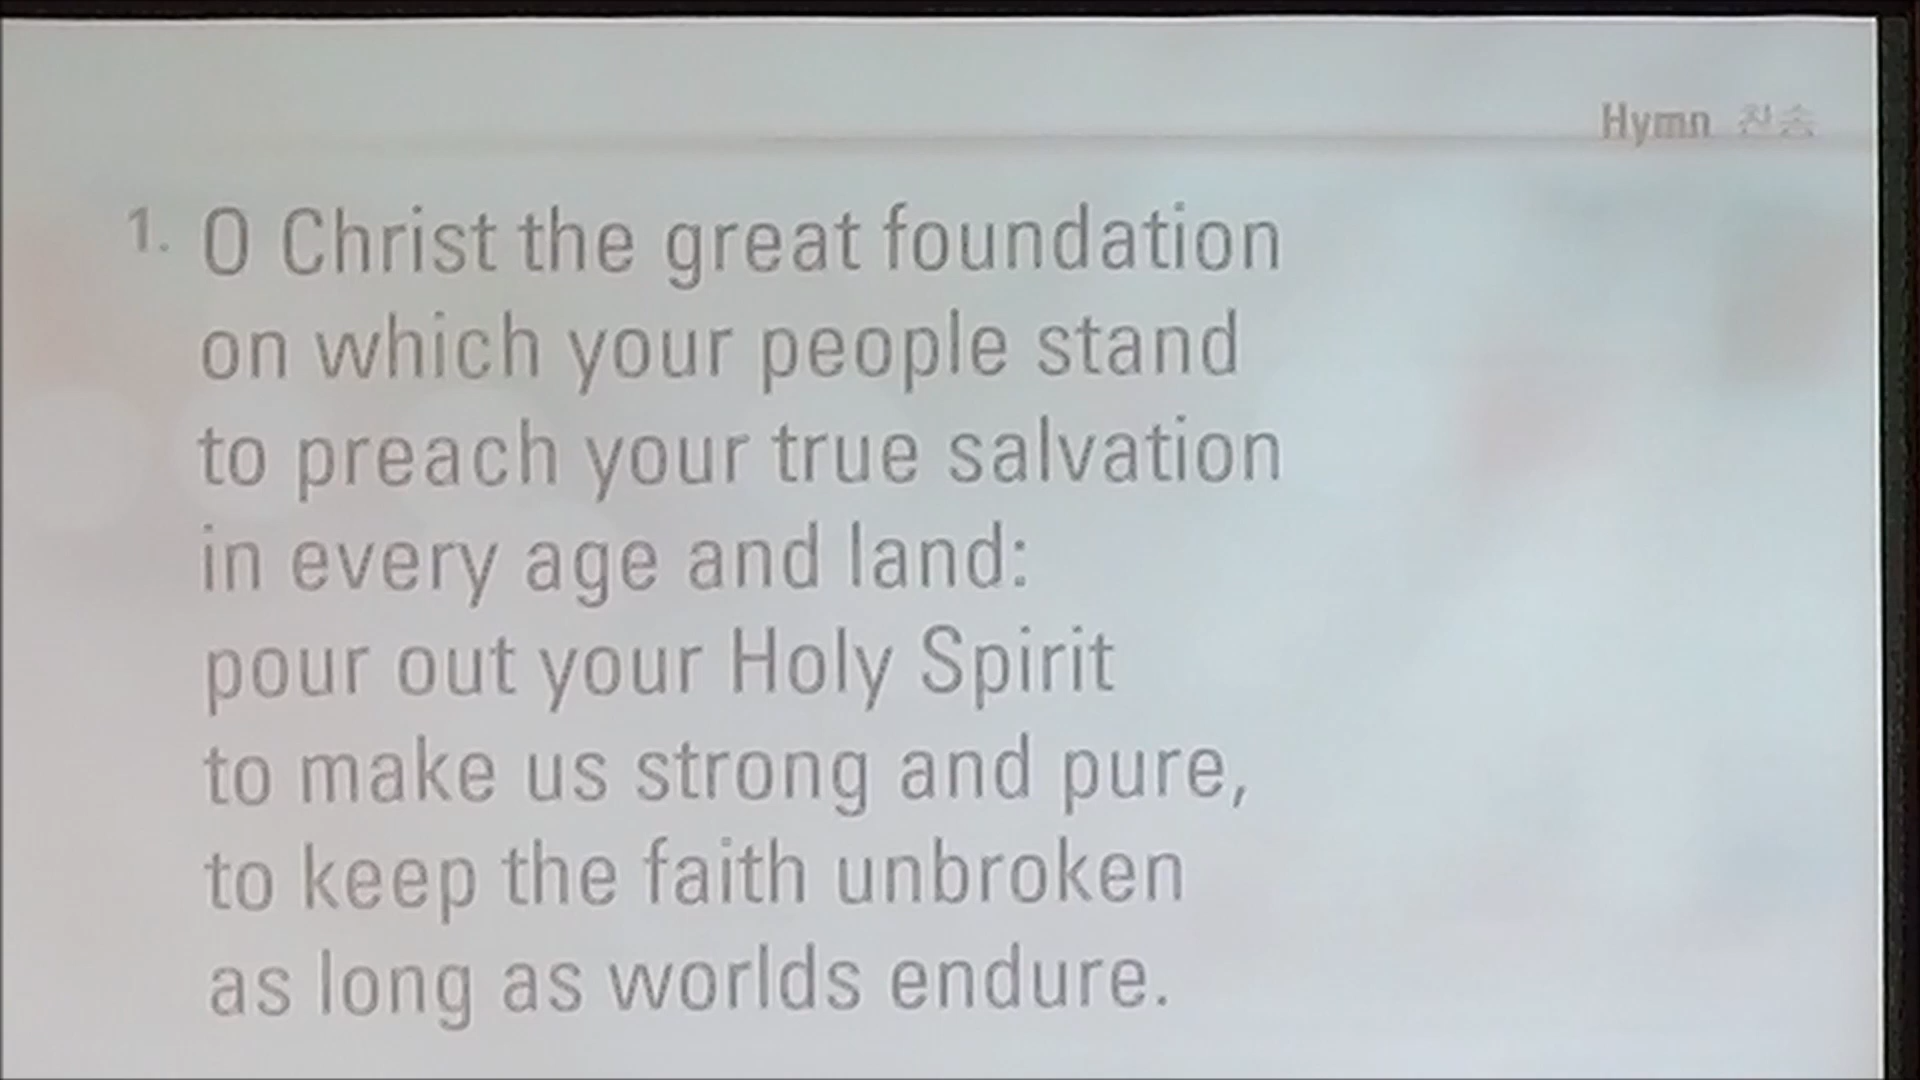 Hymn 찬송
1. O Christ the great foundation
on which your people stand
to preach your true salvation
in every age and land:
pour out your Holy Spirit
to make us strong and pure,
to keep the faith unbroken
as long as worlds endure.